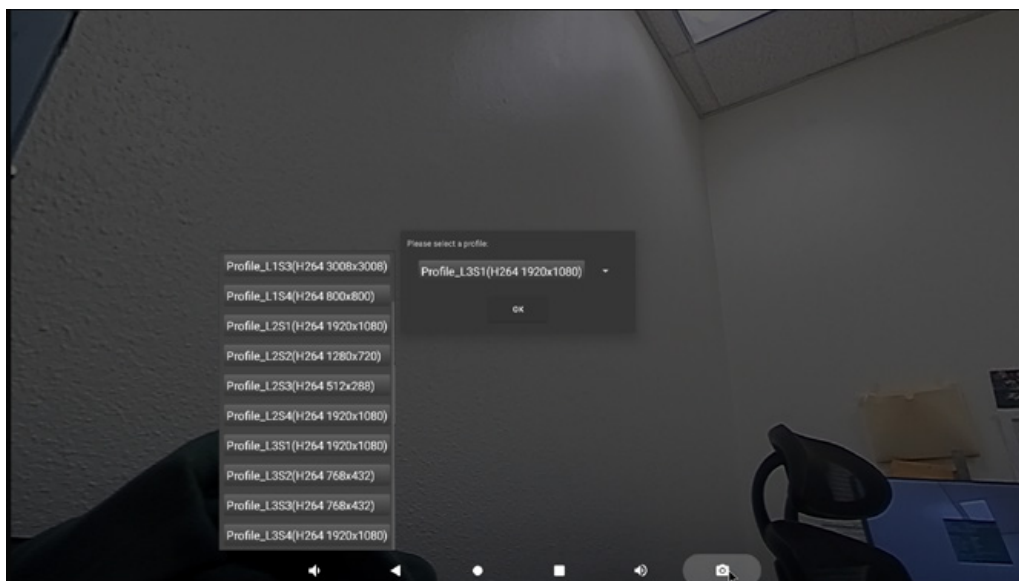 Please select a profile:
Profile_L3S1(H264 1920x1080)
OK
Profile_L1S3(H264 3008x3008)
Profile_L1S4(H264 800x800)
Profile_L2S1(H264 1920x1080)
Profile_L2S2(H264 1280x720)
Profile_L2S3(H264 512x288)
Profile_L2S4(H264 1920x1080)
Profile_L3S1(H264 1920x1080)
Profile_L3S2(H264 768x432)
Profile_L3S3(H264 768x432)
Profile_L3S4(H264 1920x1080)